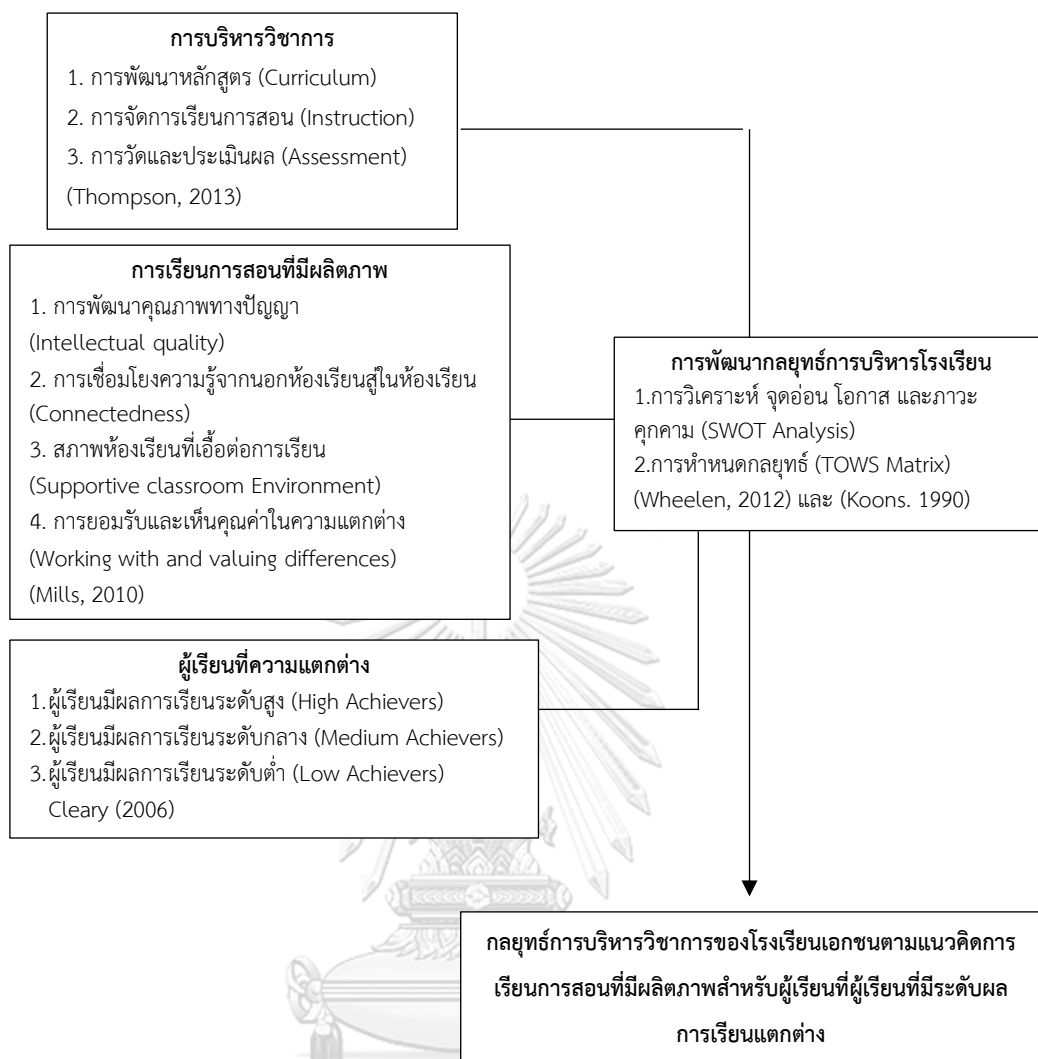 การบริหารวิชาการ
1. การพัฒนาหลักสูตร (Curriculum)
2. การจัดการเรียนการสอน (Instruction)
3. การวัดและประเมินผล (Assessment)
(Thompson, 2013)
การเรียนการสอนที่มีผลิตภาพ
1. การพัฒนาคุณภาพทางปัญญา
(Intellectual quality)
2. การเชื่อมโยงความรู้จากนอกห้องเรียนสู่ในห้องเรียน
(Connectedness)
3. สภาพห้องเรียนที่เอื้อต่อการเรียน
(Supportive classroom Environment)
4. การยอมรับและเห็นคุณค่าในความแตกต่าง
(Working with and valuing differences)
(Mills, 2010)
การพัฒนากลยุทธ์การบริหารโรงเรียน
1.การวิเคราะห์ จุดอ่อน โอกาส และภาวะ
คุกคาม (SWOT Analysis)
2.การกำหนดกลยุทธ์ (TOWS Matrix)
(Wheelen, 2012) และ (Koons. 1990)
ผู้เรียนที่ความแตกต่าง
1.ผู้เรียนมีผลการเรียนระดับสูง (High Achievers)
2.ผู้เรียนมีผลการเรียนระดับกลาง (Medium Achievers)
3.ผู้เรียนมีผลการเรียนระดับต่ำ (Low Achievers)
Cleary (2006)
กลยุทธ์การบริหารวิชาการของโรงเรียนเอกชนตามแนวคิดการ
เรียนการสอนที่มีผลิตภาพสำหรับผู้เรียนที่ผู้เรียนที่มีระดับผล
การเรียนแตกต่าง